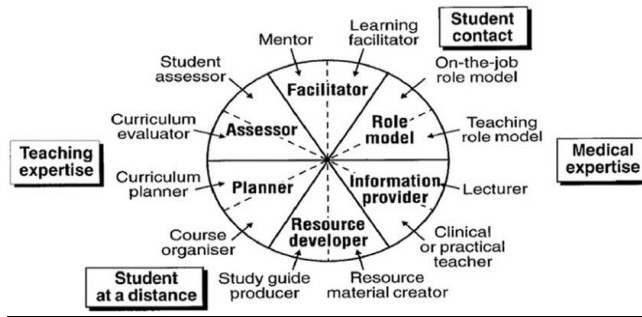 Student
contact
Learning
facilitator
Mentor
Student
assessor
On-the-job
role model
Facilitator
Curriculum
evaluator
Assessor
Role
model
Teaching
role model
Teaching
expertise
Medical
expertise
Curriculum
planner
Planner
Information
provider
Lecturer
Course
organiser
Resource
developer
Clinical
or practical
teacher
Student
at a distance
Study guide
producer
Resource
material creator